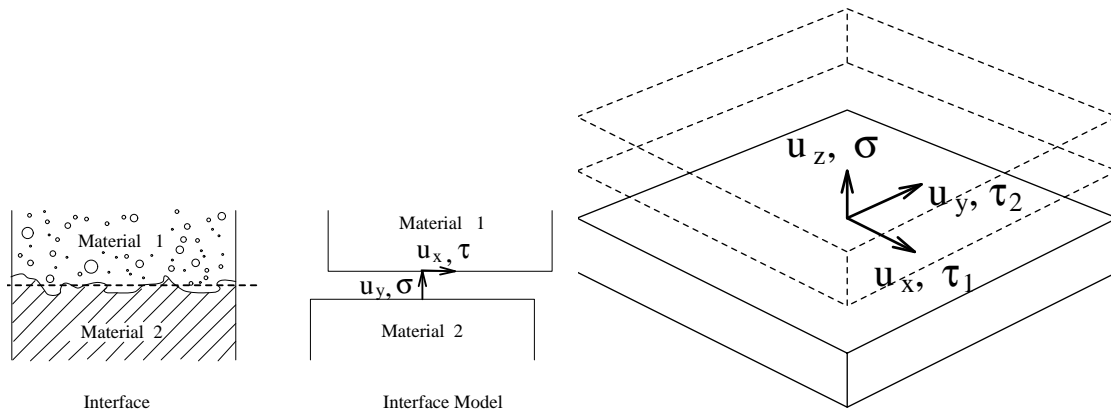 Material 1
Material 2
Interface
Material 1
u_x, τ
u_y, σ
Material 2
Interface Model
u_z, σ
u_y, τ_2
u_x, τ_1